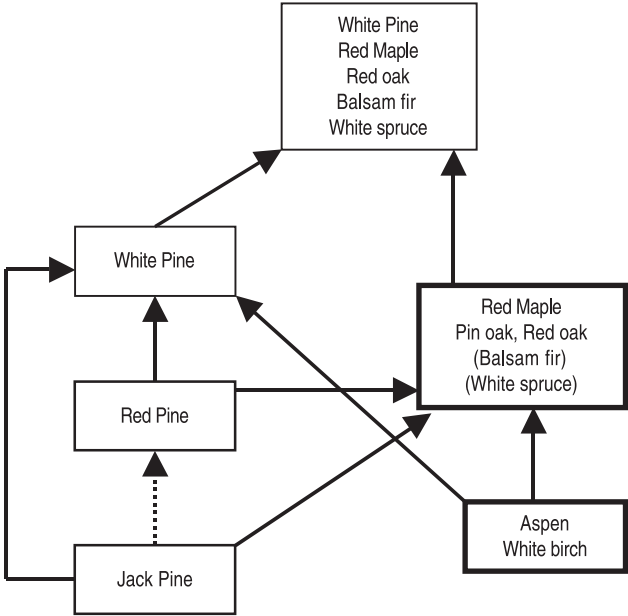 White Pine
Red Maple
Red oak
Balsam fir
White spruce
White Pine
Red Maple
Pin oak, Red oak
(Balsam fir)
(White spruce)
Red Pine
Aspen
White birch
Jack Pine